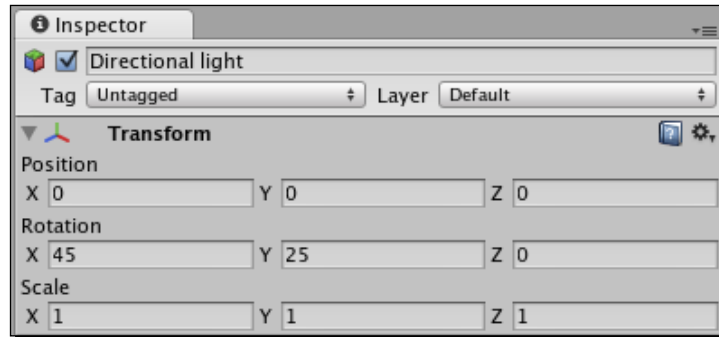 Inspector
Directional light
Tag Untagged Layer Default
Transform
Position
X 0 Y 0 Z 0
Rotation
X 45 Y 25 Z 0
Scale
X 1 Y 1 Z 1